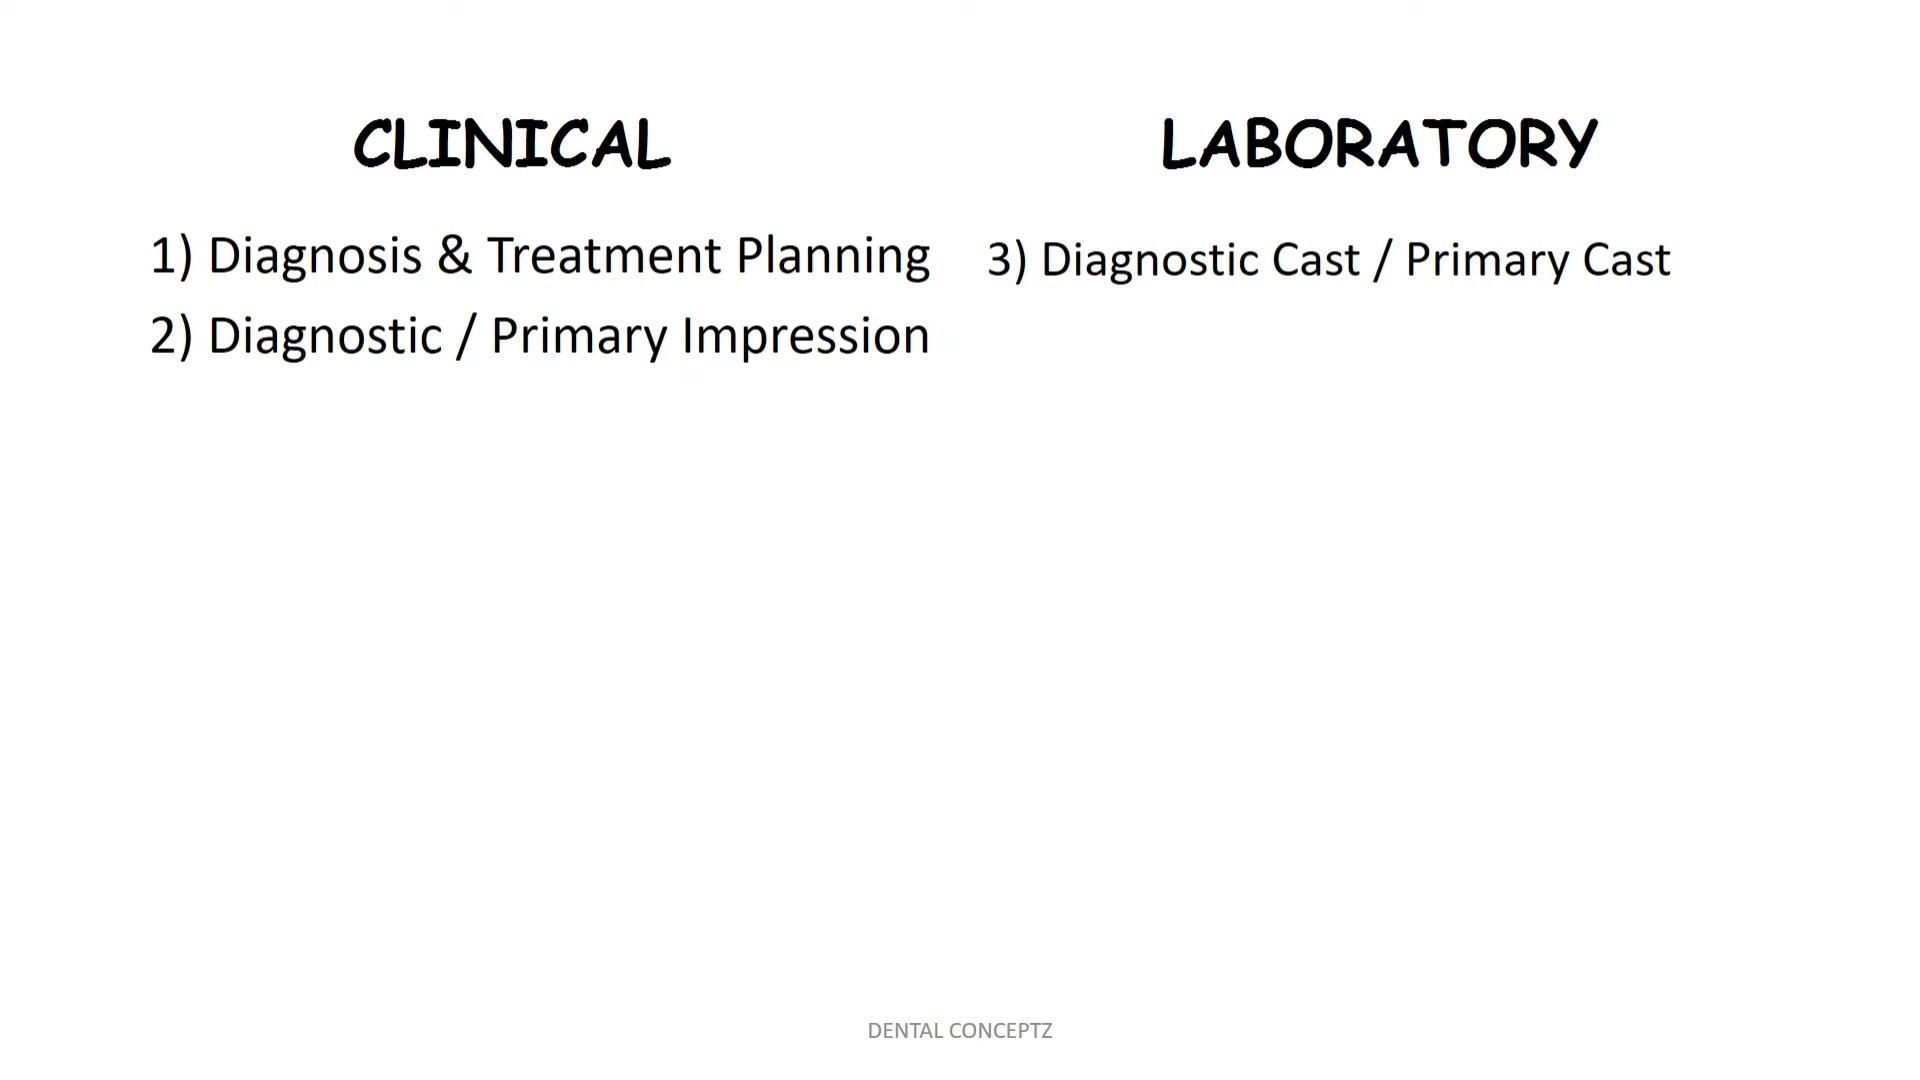 CLINICAL
1) Diagnosis & Treatment Planning
2) Diagnostic / Primary Impression
LABORATORY
3) Diagnostic Cast / Primary Cast
DENTAL CONCEPTZ